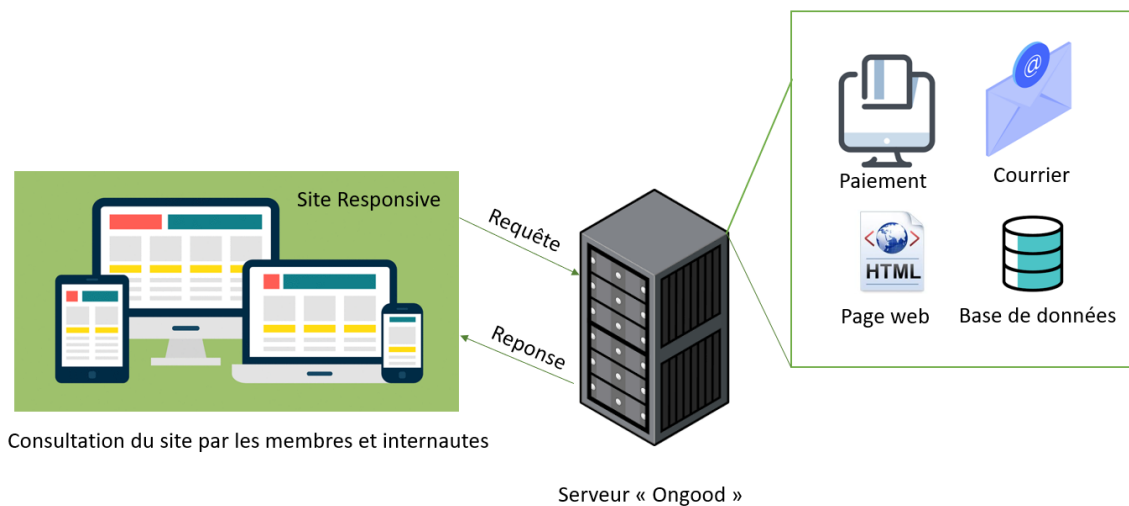 Site Responsive
Requête
Reponse
Consultation du site par les membres et internautes
Serveur « Ongood »
@
Paiement
Courrier
HTML
Page web
Base de données